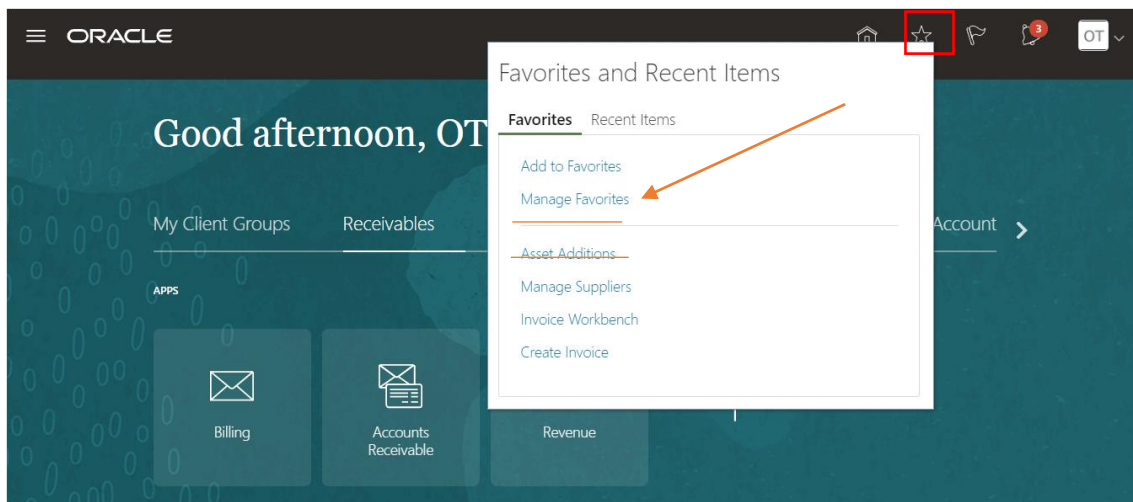 ORACLE
3
OT
Favorites and Recent Items
Favorites Recent Items
Good afternoon, OT
Add to Favorites
Manage Favorites
My Client Groups Receivables Account
Asset Additions
APPS
Manage Suppliers
Invoice Workbench
Create Invoice
Billing
Accounts
Receivable
Revenue